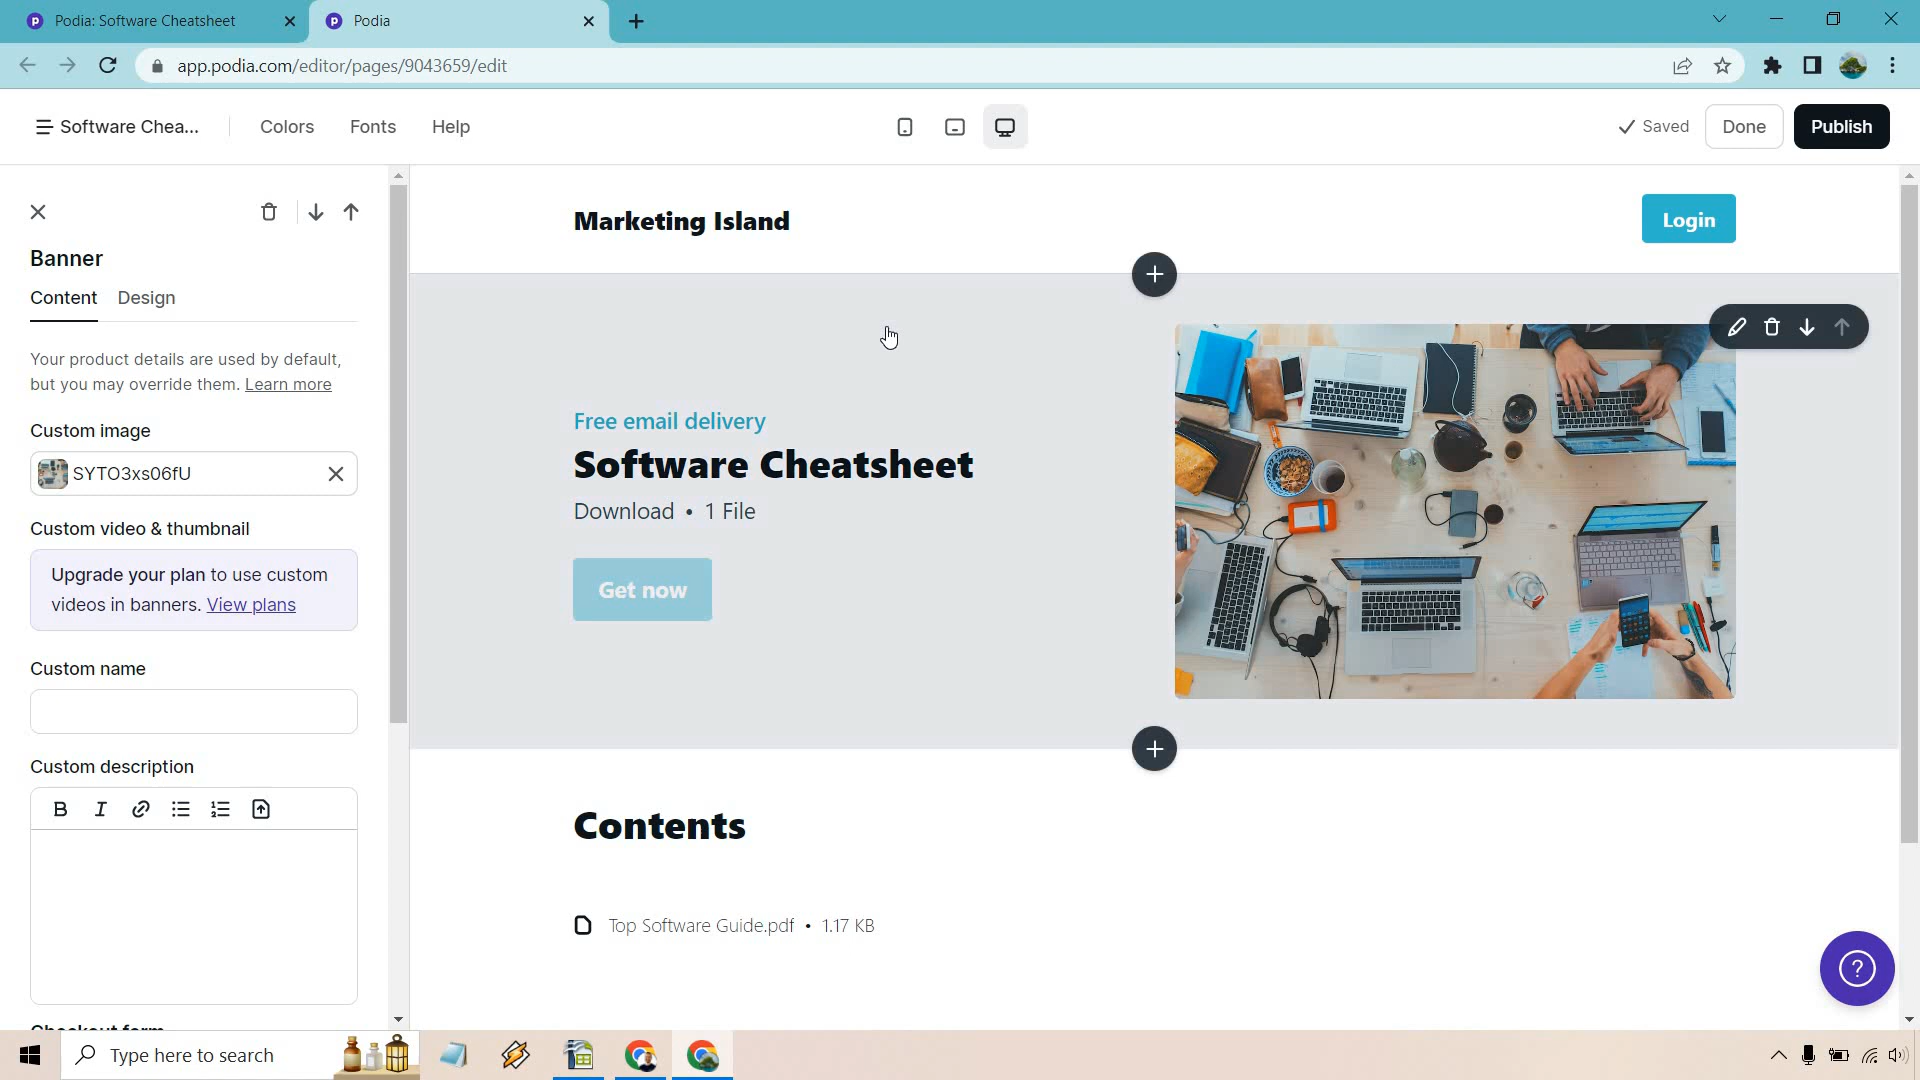 Podia: Software Cheatsheet
Podia
app.podia.com/editor/pages/9043659/edit
Software Chea...
Colors
Fonts
Help
Saved
Done
Publish
Banner
Content
Design
Your product details are used by default,
but you may override them. Learn more
Custom image
SYTO3xs06fU
Custom video & thumbnail
Upgrade your plan to use custom
videos in banners. View plans
Custom name
Custom description
Marketing Island
Login
Free email delivery
Software Cheatsheet
Download • 1 File
Get now
Contents
Top Software Guide.pdf • 1.17 KB
Type here to search